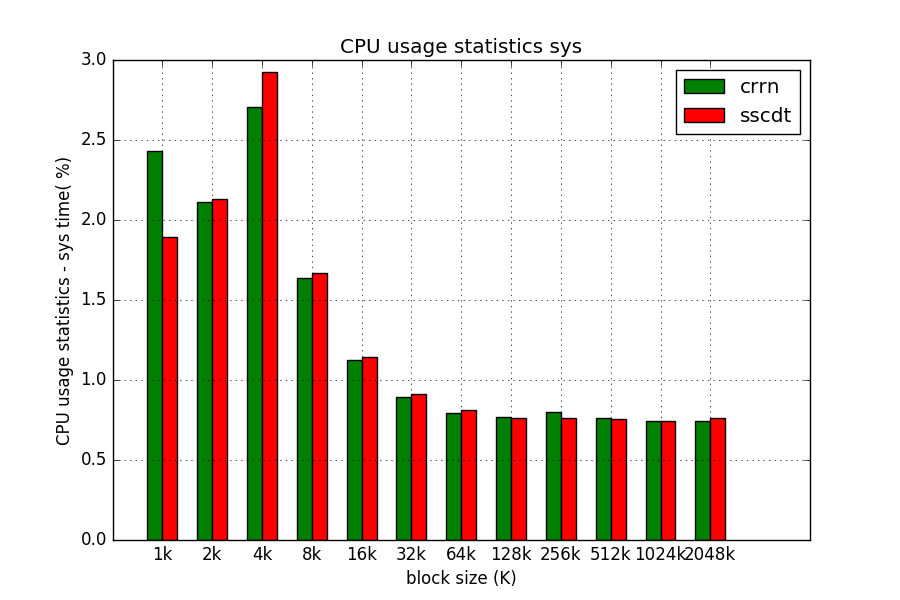 CPU usage statistics sys
crrn
sscdt
CPU usage statistics - sys time( %)
3.0
2.5
2.0
1.5
1.0
0.5
0.0
1k 2k 4k 8k 16k 32k 64k 128k 256k 512k 1024k 2048k
block size (K)